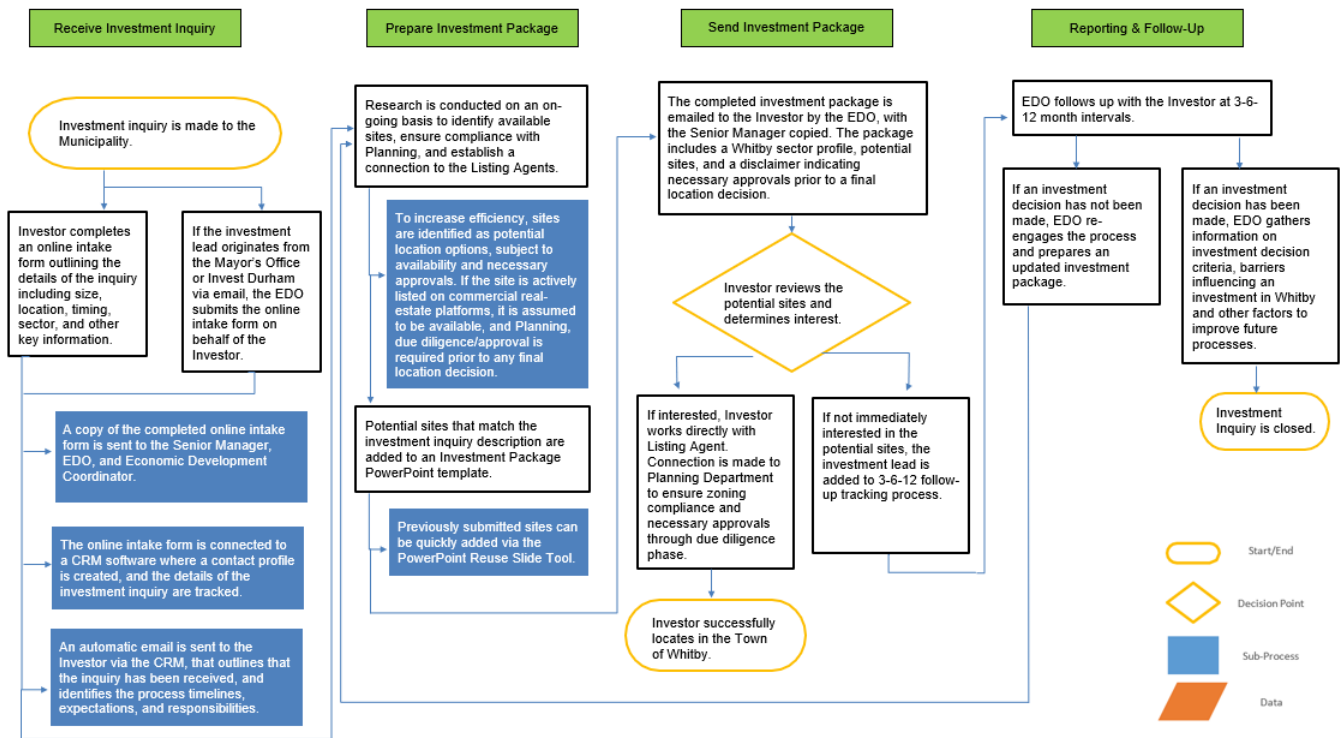 Receive Investment Inquiry
Investment inquiry is made to the
Municipality.
Investor completes
an online intake
form outlining the
details of the inquiry
including size,
location, timing,
sector, and other
key information.
If the investment
lead originates from
the Mayor's Office
or Invest Durham
via email, the EDO
submits the online
intake form on
behalf of the
Investor.
A copy of the completed online intake
form is sent to the Senior Manager,
EDO, and Economic Development
Coordinator.
The online intake form is connected to
a CRM software where a contact profile
is created, and the details of the
investment inquiry are tracked.
An automatic email is sent to the
Investor via the CRM, that outlines that
the inquiry has been received, and
identifies the process timelines,
expectations, and responsibilities.
Prepare Investment Package
Research is conducted on an on-
going basis to identify available
sites, ensure compliance with
Planning, and establish a
connection to the Listing Agents.
To increase efficiency, sites
are identified as potential
location options, subject to
availability and necessary
approvals. If the site is actively
listed on commercial real-
estate platforms, it is assumed
to be available, and Planning,
due diligence/approval is
required prior to any final
location decision.
Potential sites that match the
investment inquiry description are
added to an Investment Package
PowerPoint template.
Previously submitted sites can
be quickly added via the
PowerPoint Reuse Slide Tool.
Send Investment Package
The completed investment package is
emailed to the Investor by the EDO, with
the Senior Manager copied. The package
includes a Whitby sector profile, potential
sites, and a disclaimer indicating
necessary approvals prior to a final
location decision.
Investor reviews the
potential sites and
determines interest.
If interested, Investor
works directly with
Listing Agent.
Connection is made to
Planning Department
to ensure zoning
compliance and
necessary approvals
through due diligence
phase.
If not immediately
interested in the
potential sites, the
investment lead is
added to 3-6-12 follow-
up tracking process.
Investor successfully
locates in the Town
of Whitby.
Reporting & Follow-Up
EDO follows up with the Investor at 3-6-
12 month intervals.
If an investment
decision has not been
made, EDO re-
engages the process
and prepares an
updated investment
package.
If an investment
decision has been
made, EDO gathers
information on
investment decision
criteria, barriers
influencing an
investment in Whitby
and other factors to
improve future
processes.
Investment
Inquiry is closed.
Start/End
Decision Point
Sub-Process
Data